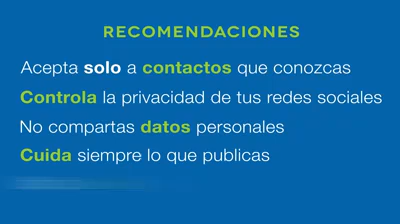 RECOMENDACIONES
Acepta solo a contactos que conozcas
Controla la privacidad de tus redes sociales
No compartas datos personales
Cuida siempre lo que publicas